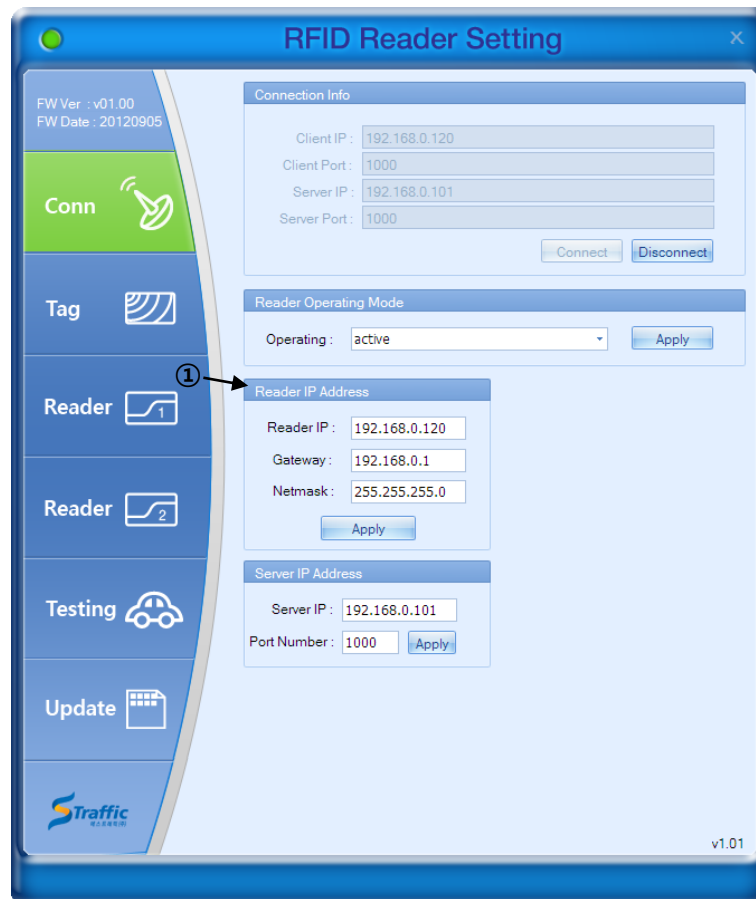 RFID Reader Setting
FW Ver : v01.00
FW Date : 20120905
Conn
Tag
Reader 1
Reader 2
Testing
Update
STraffic
Connection Info
Client IP : 192.168.0.120
Client Port : 1000
Server IP : 192.168.0.101
Server Port : 1000
Connect Disconnect
Reader Operating Mode
Operating : active Apply
①
Reader IP Address
Reader IP : 192.168.0.120
Gateway : 192.168.0.1
Netmask : 255.255.255.0
Apply
Server IP Address
Server IP : 192.168.0.101
Port Number : 1000 Apply
v1.01